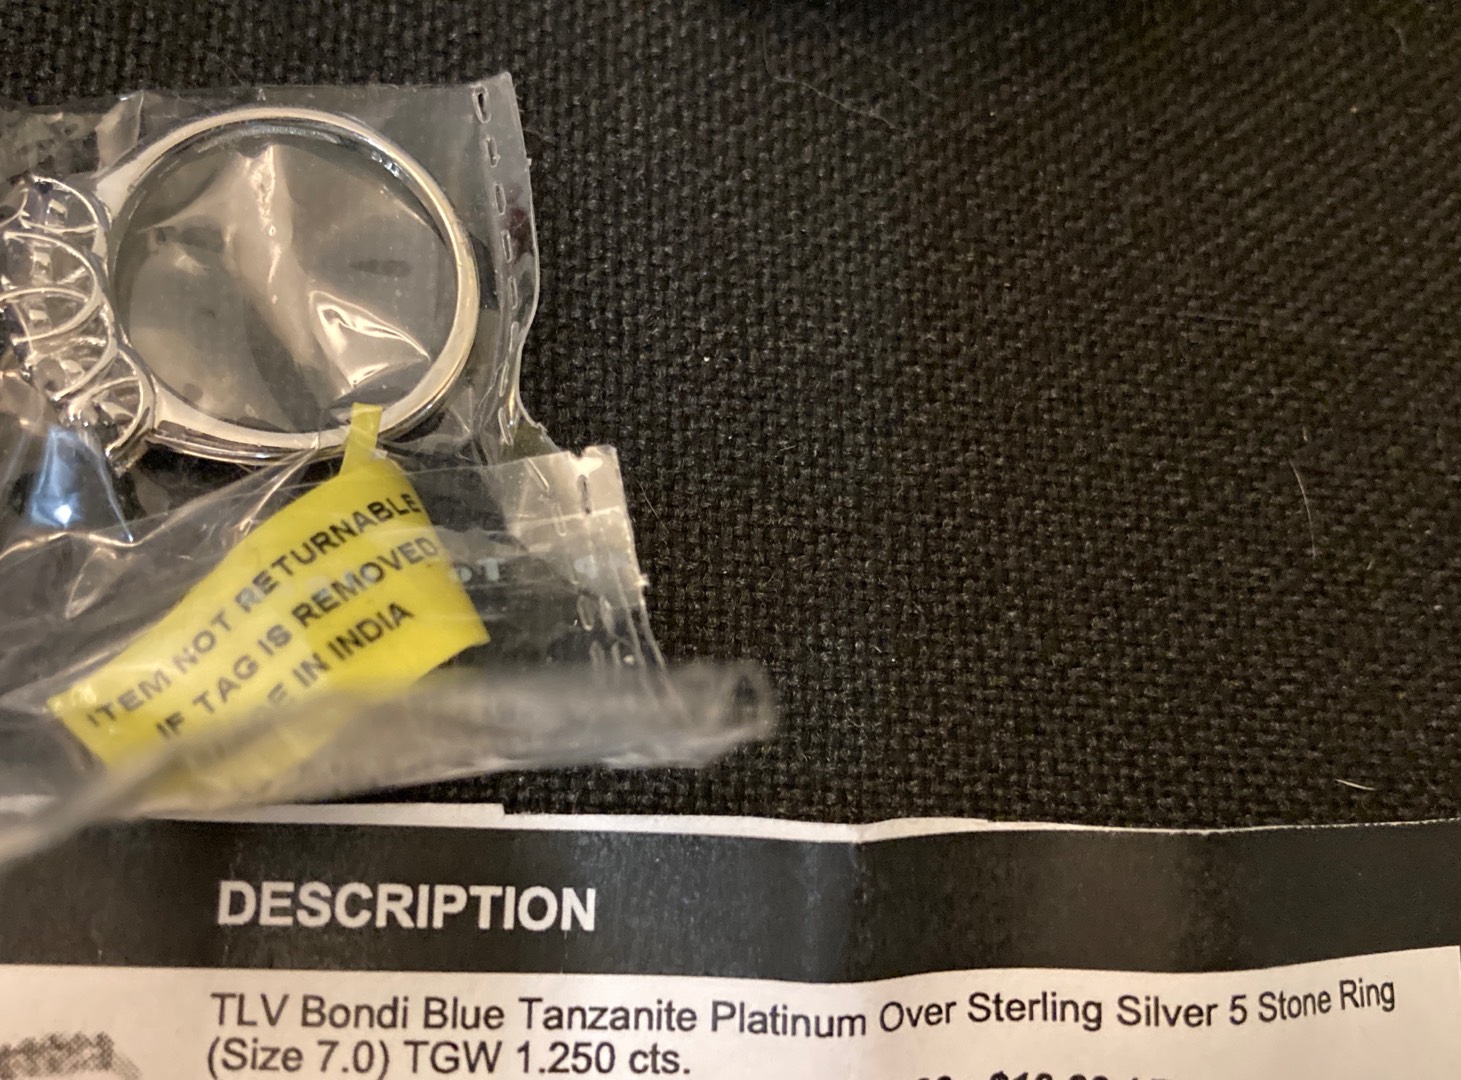 ITEM NOT RETURNABLE
IF TAG IS REMOVED
IN INDIA
DESCRIPTION
TLV Bondi Blue Tanzanite Platinum Over Sterling Silver 5 Stone Ring
(Size 7.0) TGW 1.250 cts.